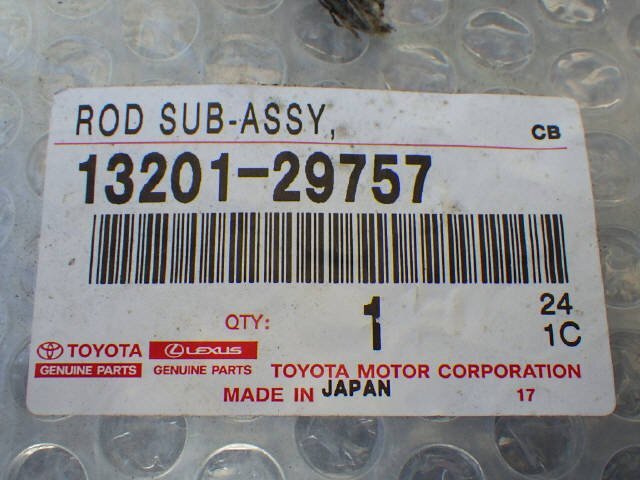 ROD SUB-ASSY,
CB
13201-29757
QTY: 1
24
1C
TOYOTA
GENUINE PARTS
LEXUS
GENUINE PARTS
TOYOTA MOTOR CORPORATION
MADE IN JAPAN
17